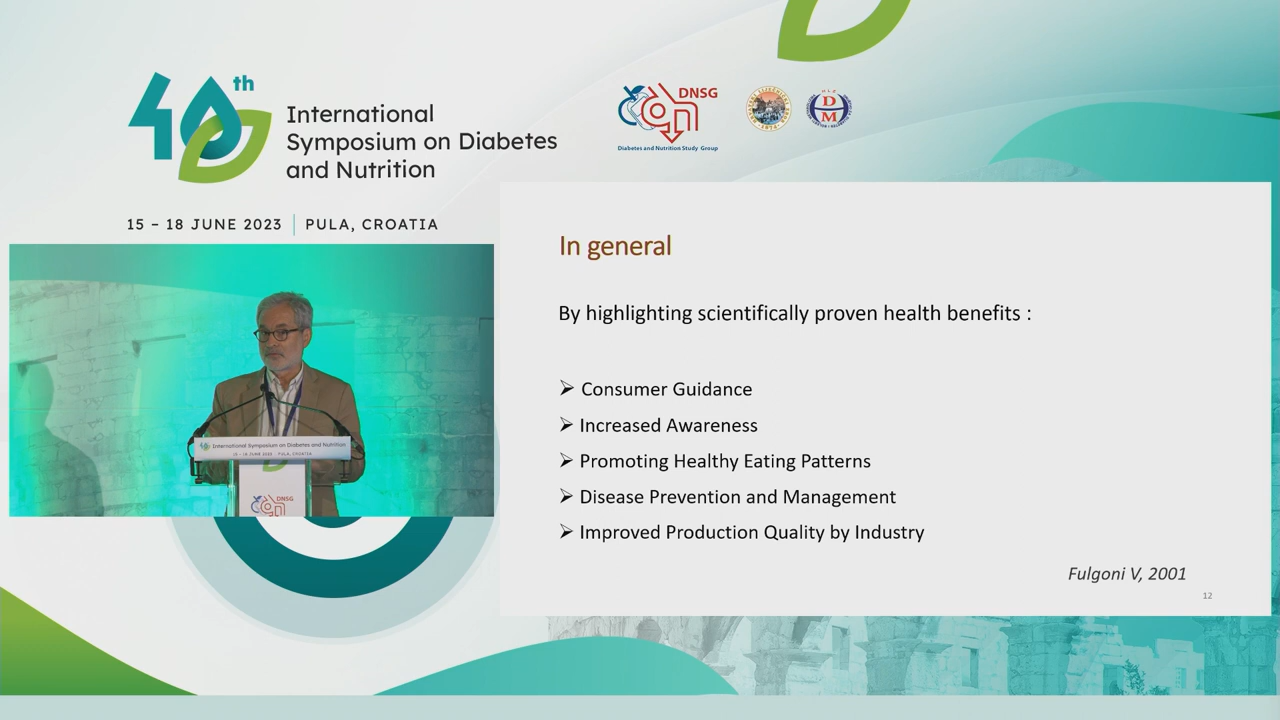 40th
International
Symposium on Diabetes
and Nutrition
15 – 18 JUNE 2023 | PULA, CROATIA
DNSG
Diabetes and Nutrition Study Group
D
M
In general
By highlighting scientifically proven health benefits :
➢ Consumer Guidance
➢ Increased Awareness
➢ Promoting Healthy Eating Patterns
➢ Disease Prevention and Management
➢ Improved Production Quality by Industry
Fulgoni V, 2001
12
International Symposium on Diabetes and Nutrition
15 – 18 JUNE 2023 | PULA, CROATIA
DNSG